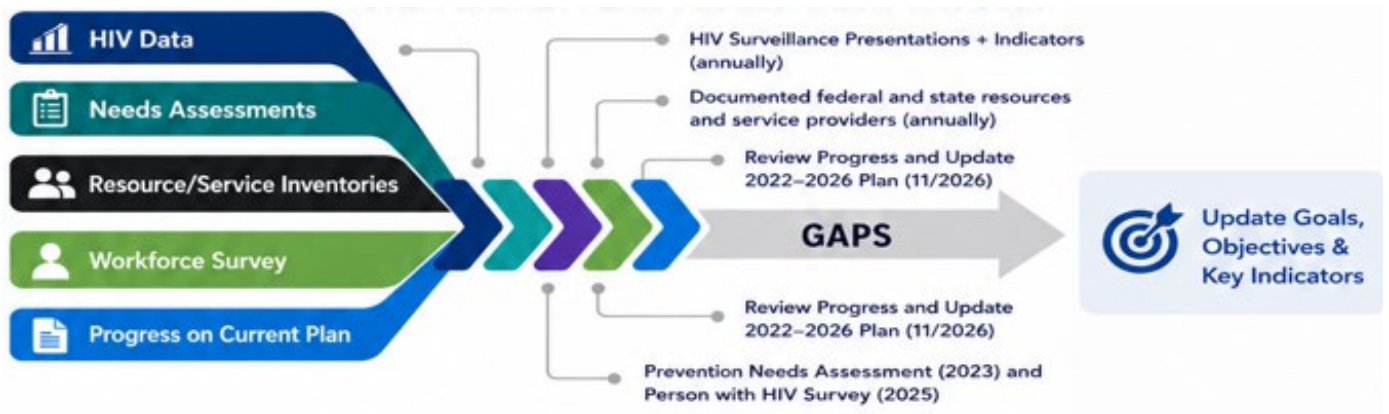 HIV Data
Needs Assessments
Resource/Service Inventories
Workforce Survey
Progress on Current Plan
HIV Surveillance Presentations + Indicators
(annually)
Documented federal and state resources
and service providers (annually)
Review Progress and Update
2022–2026 Plan (11/2026)
GAPS
Review Progress and Update
2022–2026 Plan (11/2026)
Prevention Needs Assessment (2023) and
Person with HIV Survey (2025)
Update Goals,
Objectives &
Key Indicators